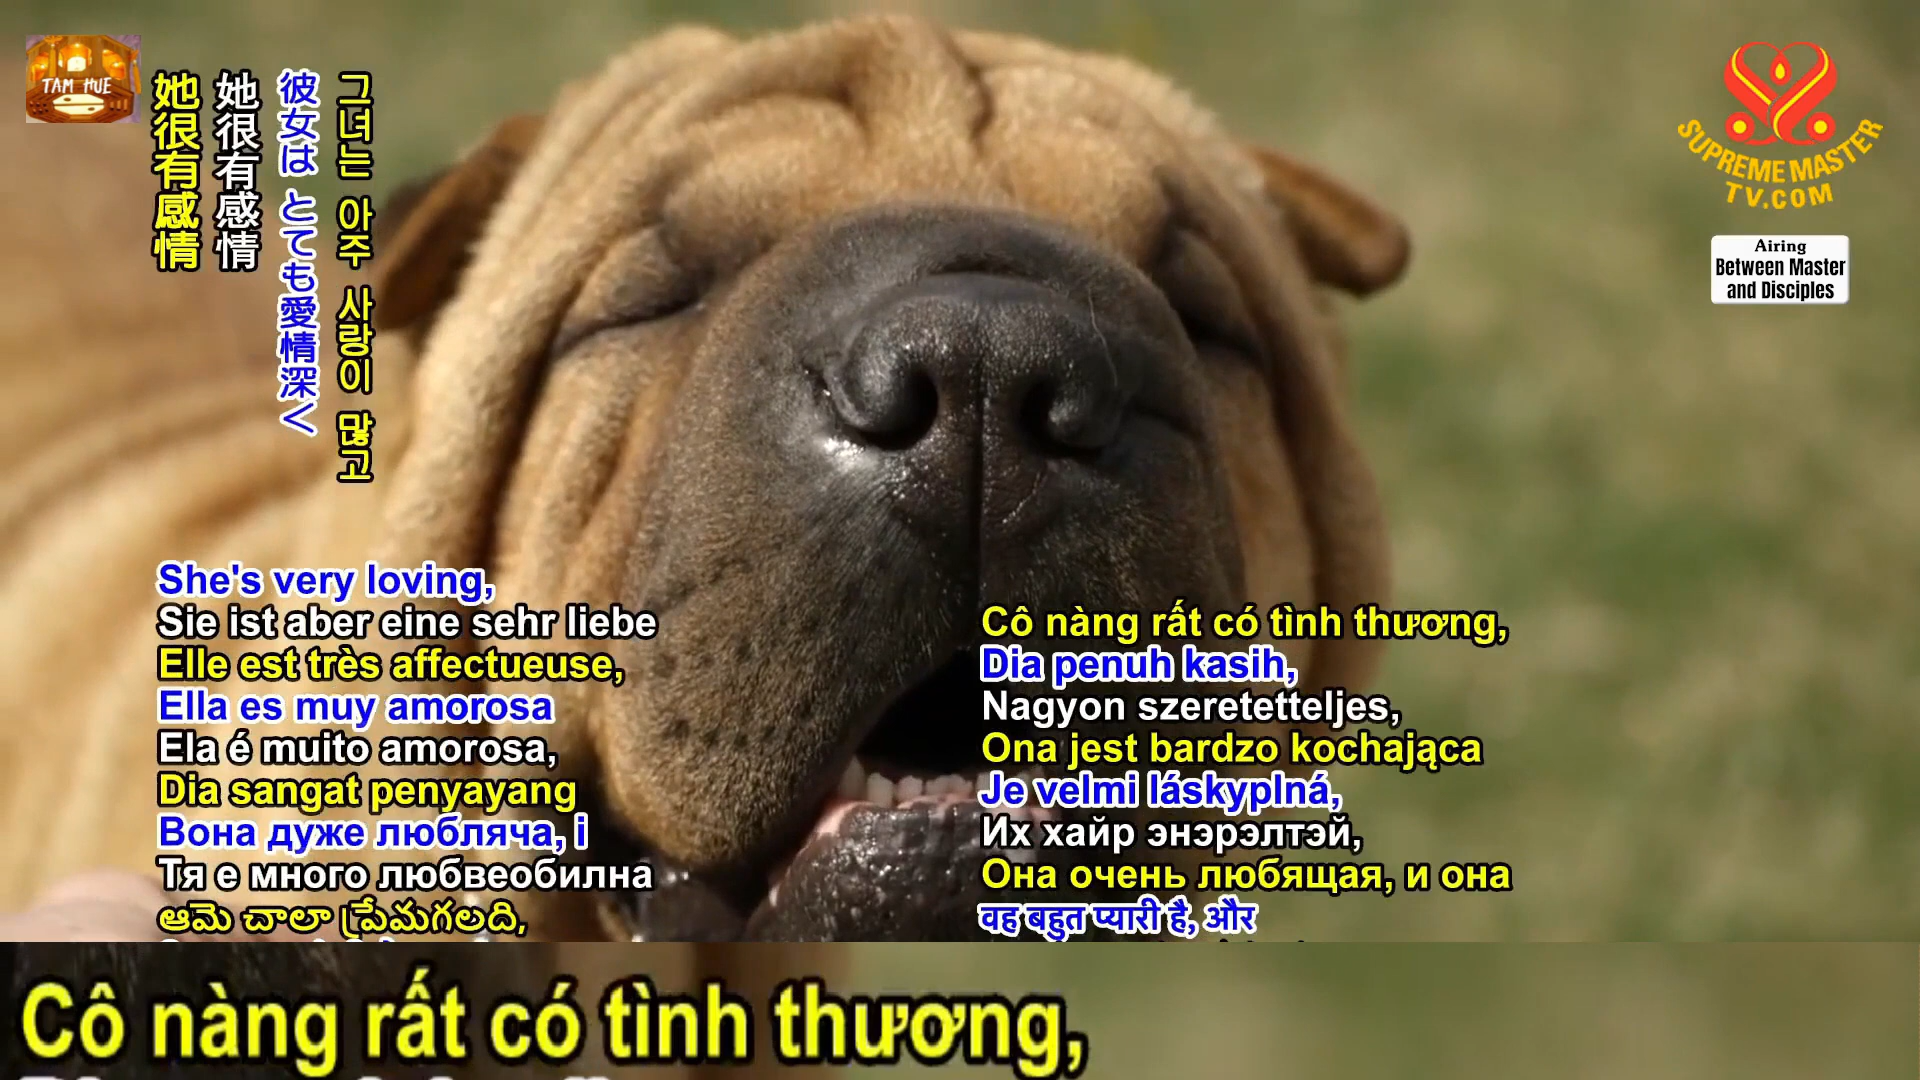 TAM HUE
她很有感情
她很有感情
彼女は とても愛情深く
그녀는 아주 사랑이 많고
SUPREME MASTER
TV.COM
Airing
Between Master
and Disciples
She's very loving,
Sie ist aber eine sehr liebe
Elle est très affectueuse,
Ella es muy amorosa
Ela é muito amorosa,
Dia sangat penyayang
Вона дуже любляча, і
Тя е много любвеобилна
ఆమె చాలా ప్రేమగలది,
Cô nàng rất có tình thương,
Dia penuh kasih,
Nagyon szeretetteljes,
Ona jest bardzo kochająca
Je velmi láskyplná,
Их хайр энэрэлтэй,
Она очень любящая, и она
वह बहुत प्यारी है, और
Cô nàng rất có tình thương,